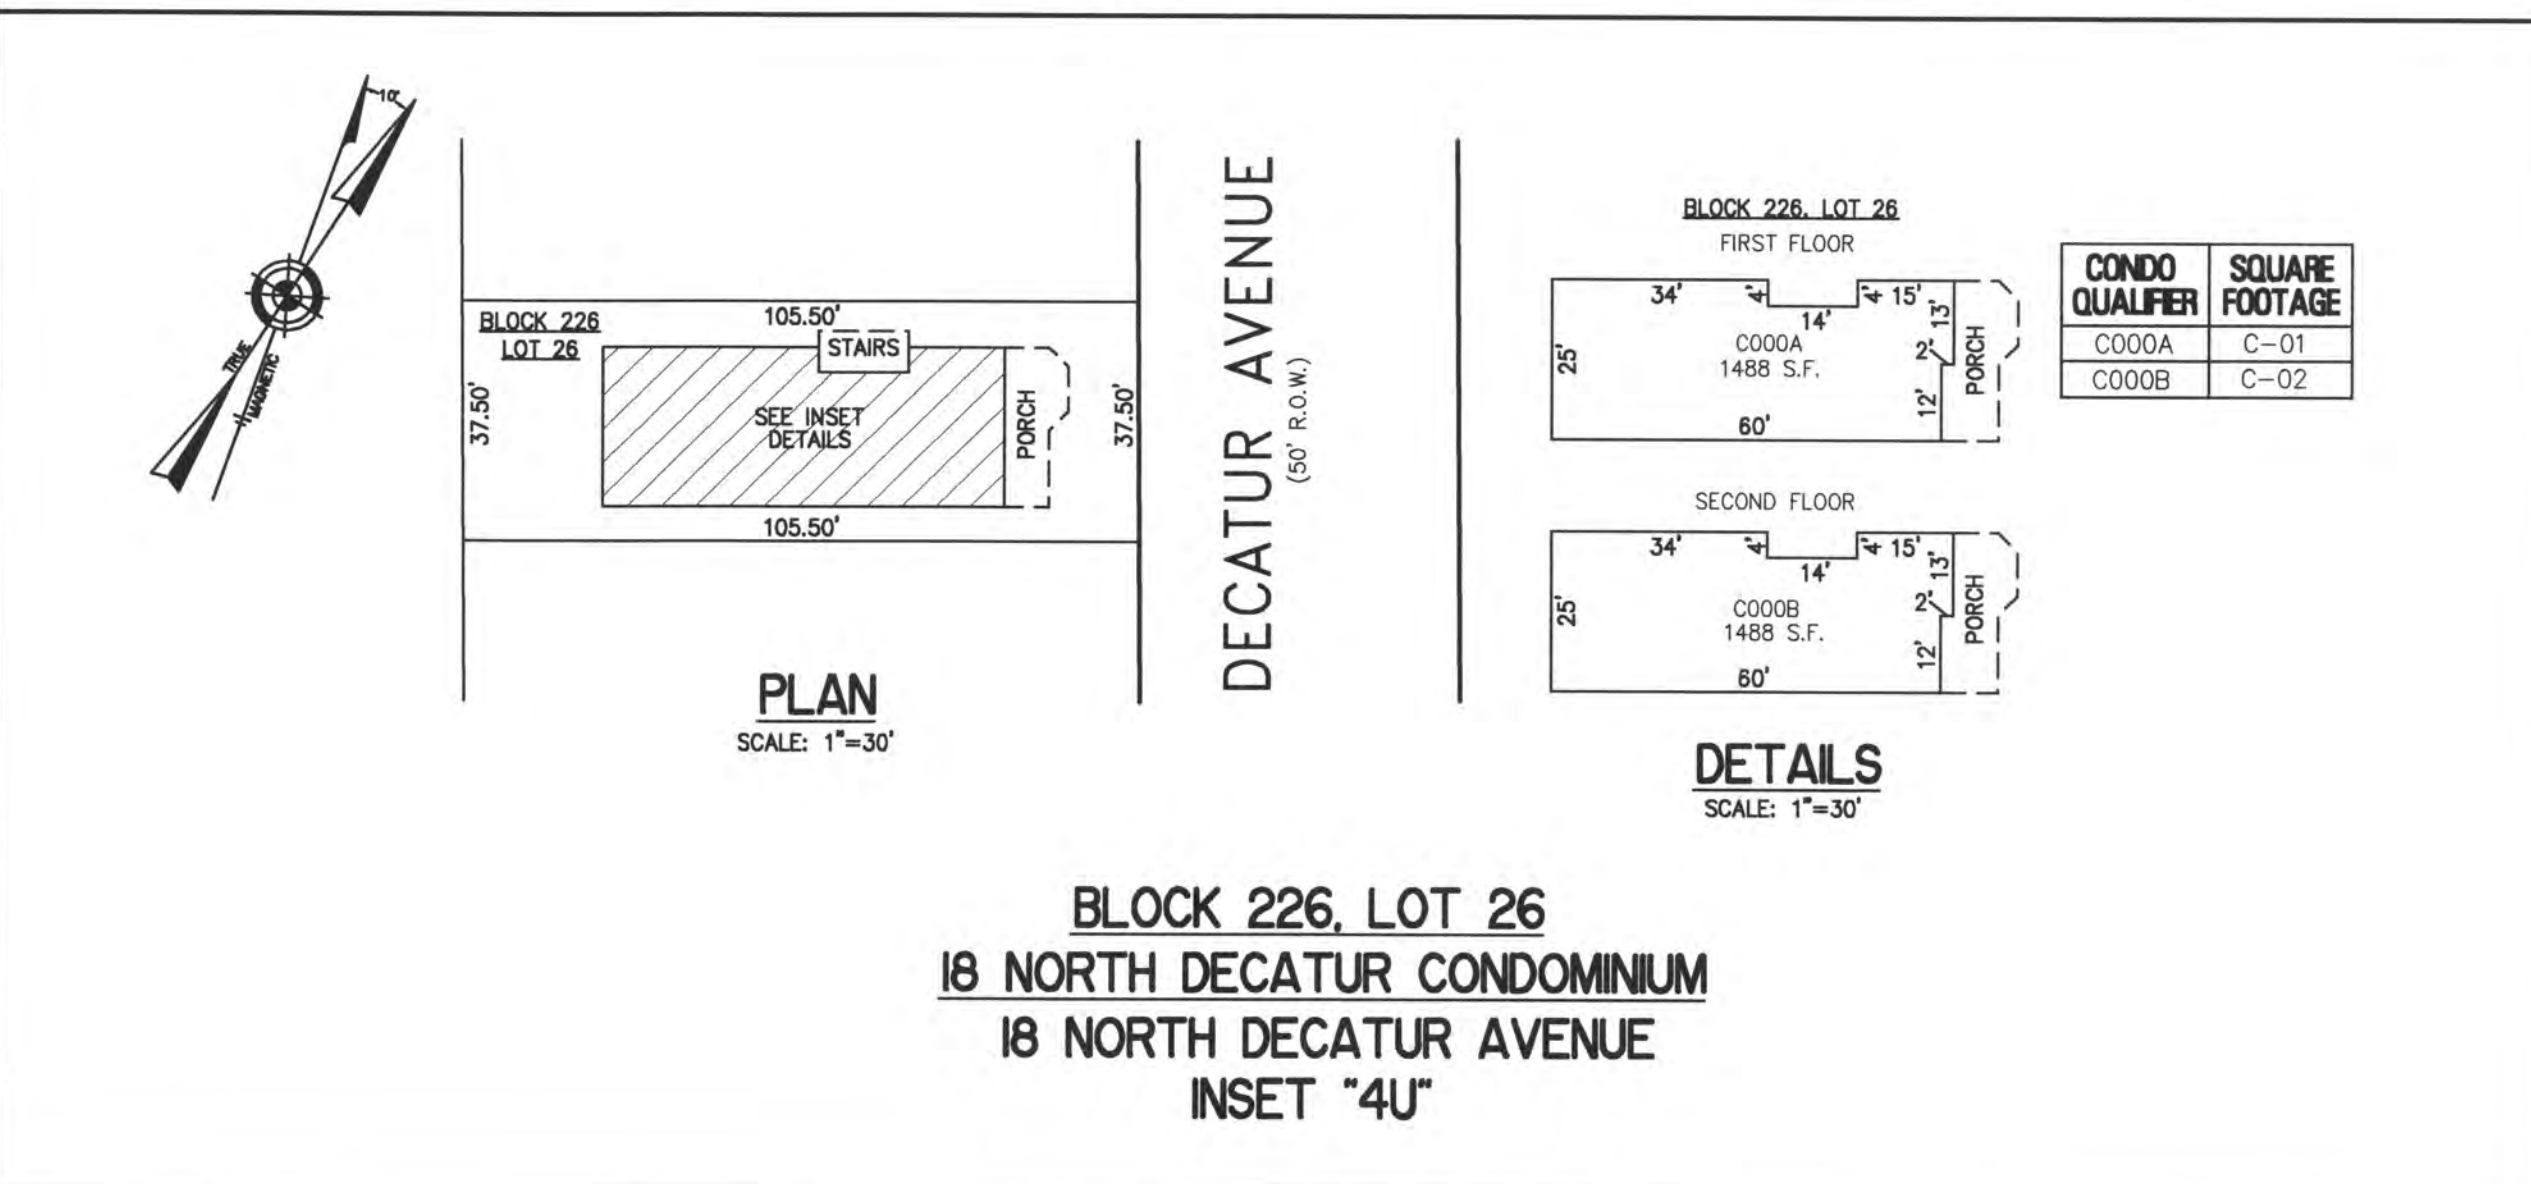 10°
TRUE
MAGNETIC
BLOCK 226
LOT 26
105.50'
STAIRS
37.50'
SEE INSET
DETAILS
PORCH
37.50'
105.50'
PLAN
SCALE: 1"=30'
DECATUR AVENUE
(50' R.O.W.)
BLOCK 226, LOT 26
FIRST FLOOR
34' 4' 4' 15'
14'
13'
25'
C000A
1488 S.F.
2'
PORCH
12'
60'
SECOND FLOOR
34' 4' 4' 15'
14'
13'
25'
C000B
1488 S.F.
2'
PORCH
12'
60'
DETAILS
SCALE: 1"=30'
CONDO QUALIFIER SQUARE FOOTAGE
C000A C-01
C000B C-02
BLOCK 226, LOT 26
18 NORTH DECATUR CONDOMINIUM
18 NORTH DECATUR AVENUE
INSET "4U"